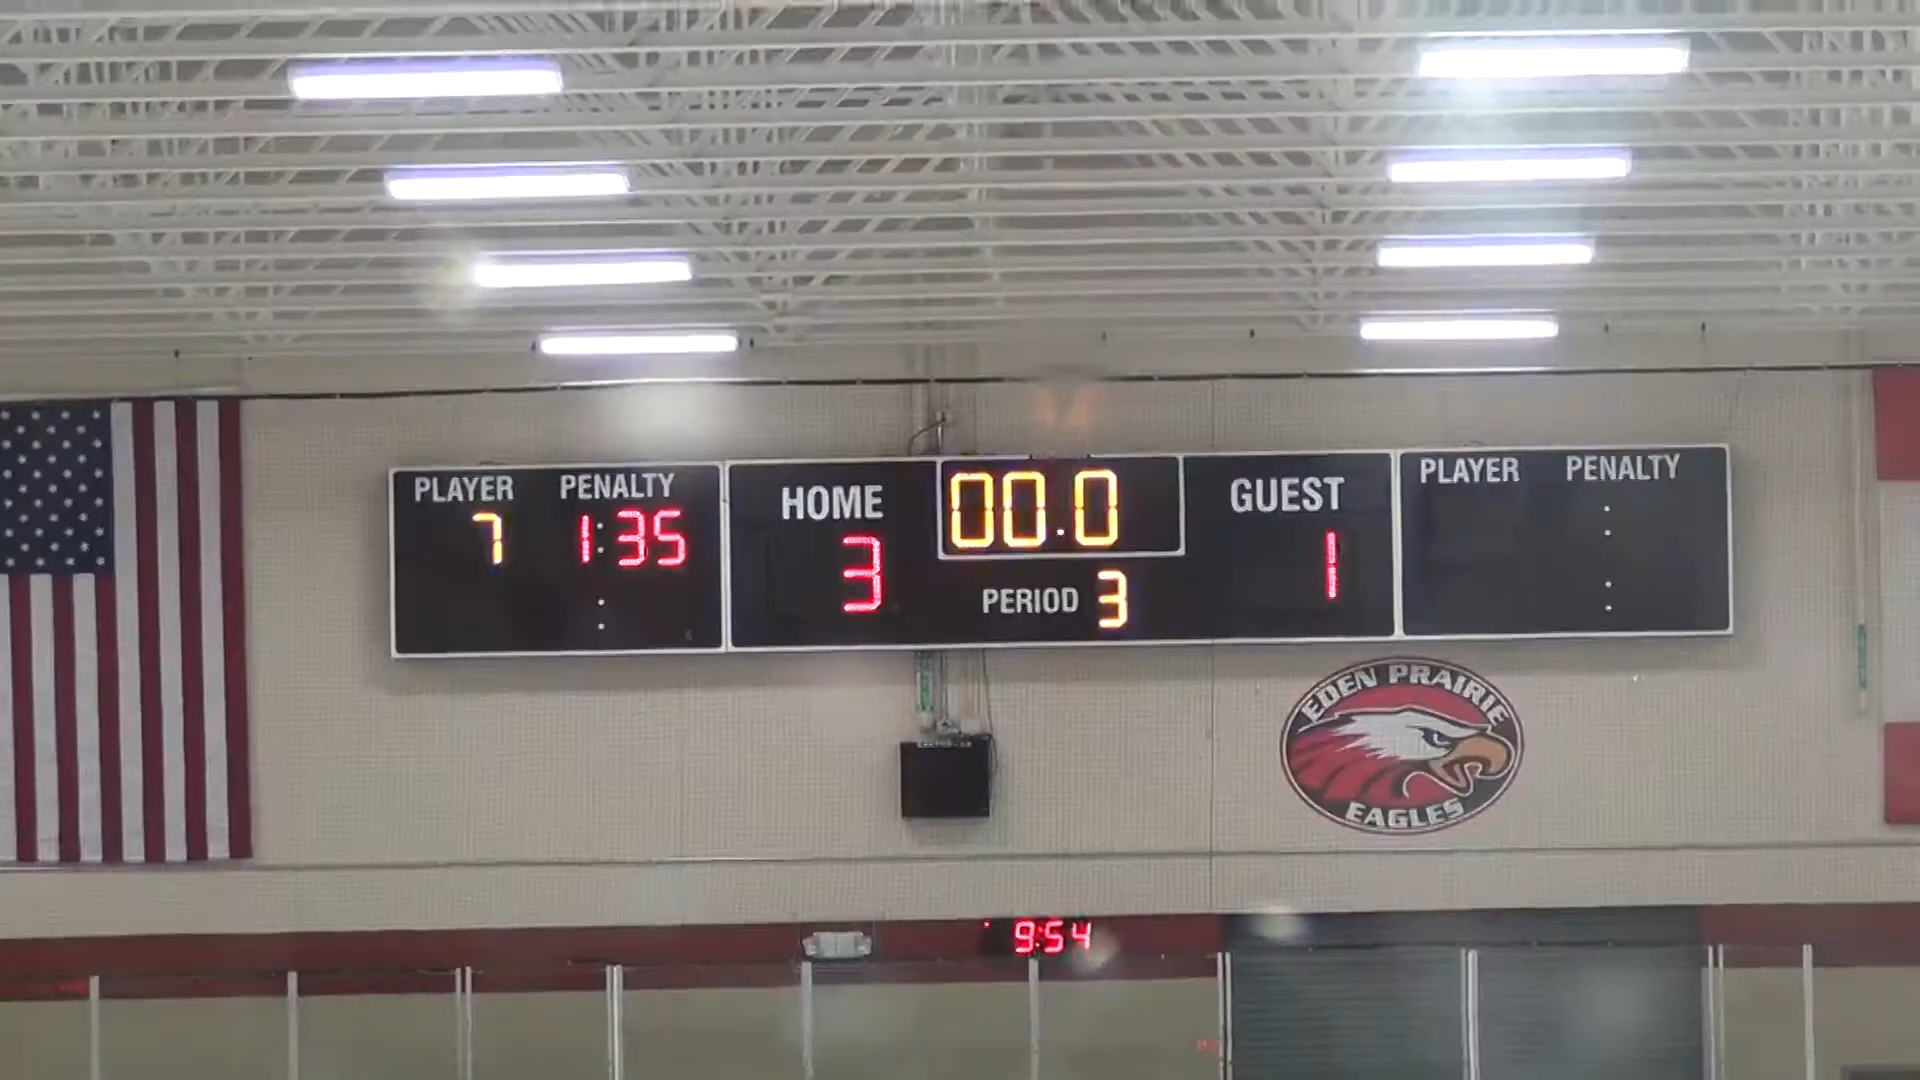 PLAYER PENALTY
7 1:35
HOME 00.0 GUEST
3 1
PERIOD 3
PLAYER PENALTY
EDEN PRAIRIE
EAGLES
9:54